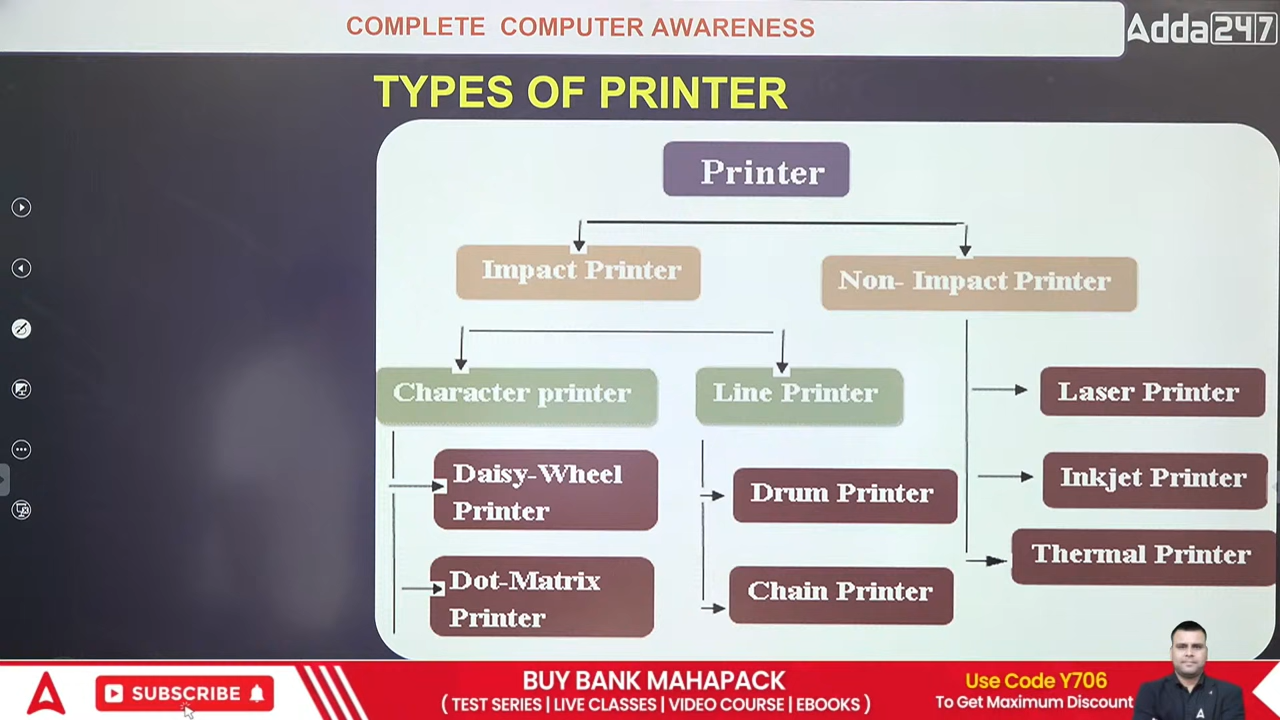 COMPLETE COMPUTER AWARENESS
Adda247
TYPES OF PRINTER
Printer
Impact Printer
Non- Impact Printer
Character printer
Line Printer
Laser Printer
Daisy-Wheel
Printer
Drum Printer
Inkjet Printer
Dot-Matrix
Printer
Chain Printer
Thermal Printer
SUBSCRIBE
BUY BANK MAHAPACK
( TEST SERIES | LIVE CLASSES | VIDEO COURSE | EBOOKS )
Use Code Y706
To Get Maximum Discount